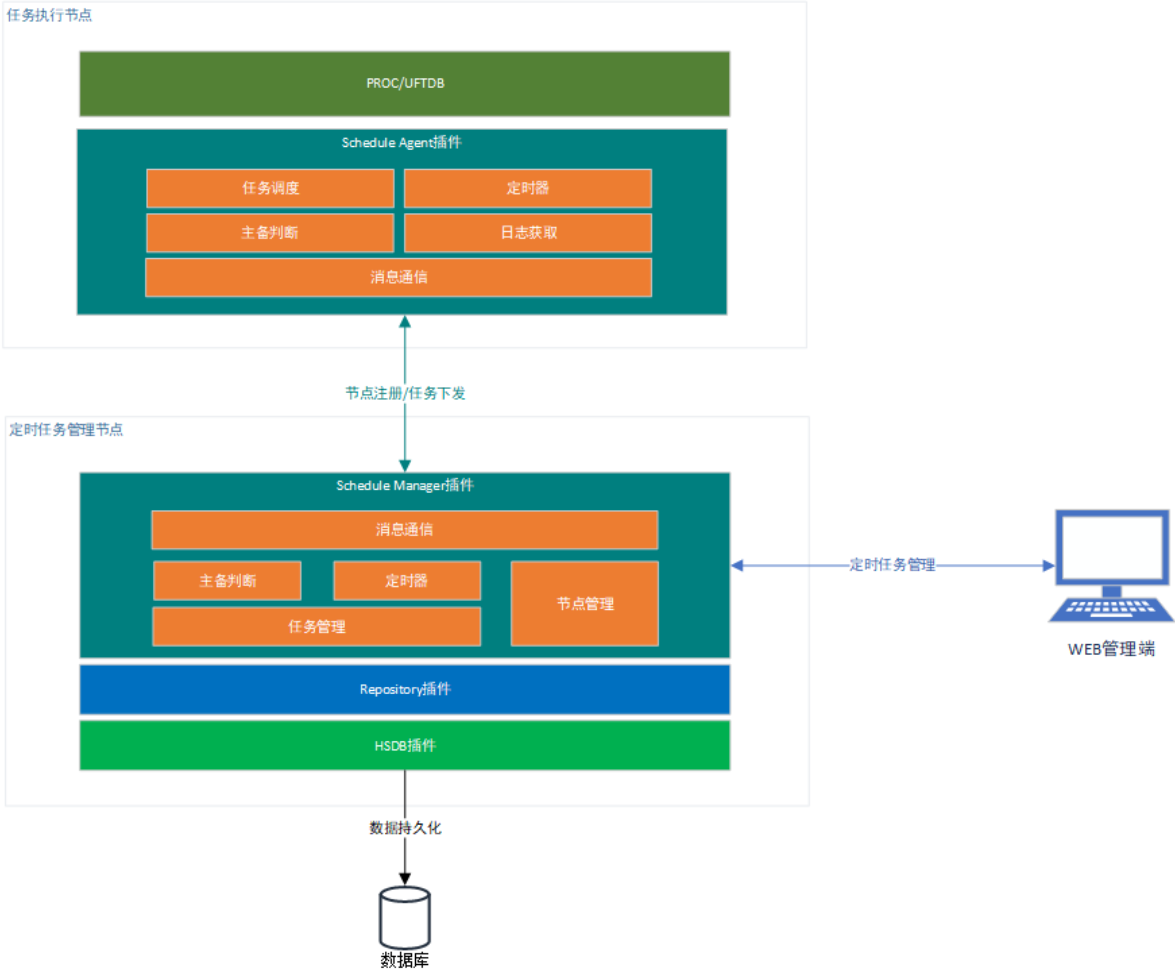 任务执行节点
PROC/UFTDB
Schedule Agent插件
任务调度
定时器
主备判断
日志获取
消息通信
节点注册/任务下发
定时任务管理节点
Schedule Manager插件
消息通信
主备判断
定时器
节点管理
任务管理
定时任务管理
WEB管理端
Repository插件
HSDB插件
数据持久化
数据库